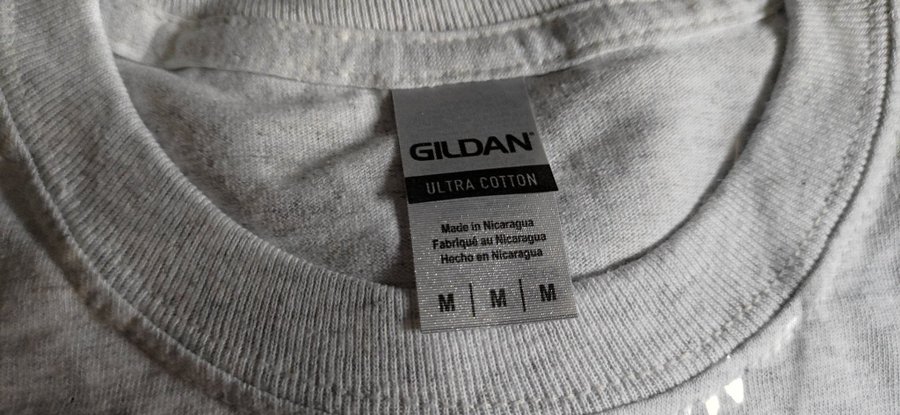 GILDAN®
ULTRA COTTON
Made in Nicaragua
Fabriqué au Nicaragua
Hecho en Nicaragua
M | M | M